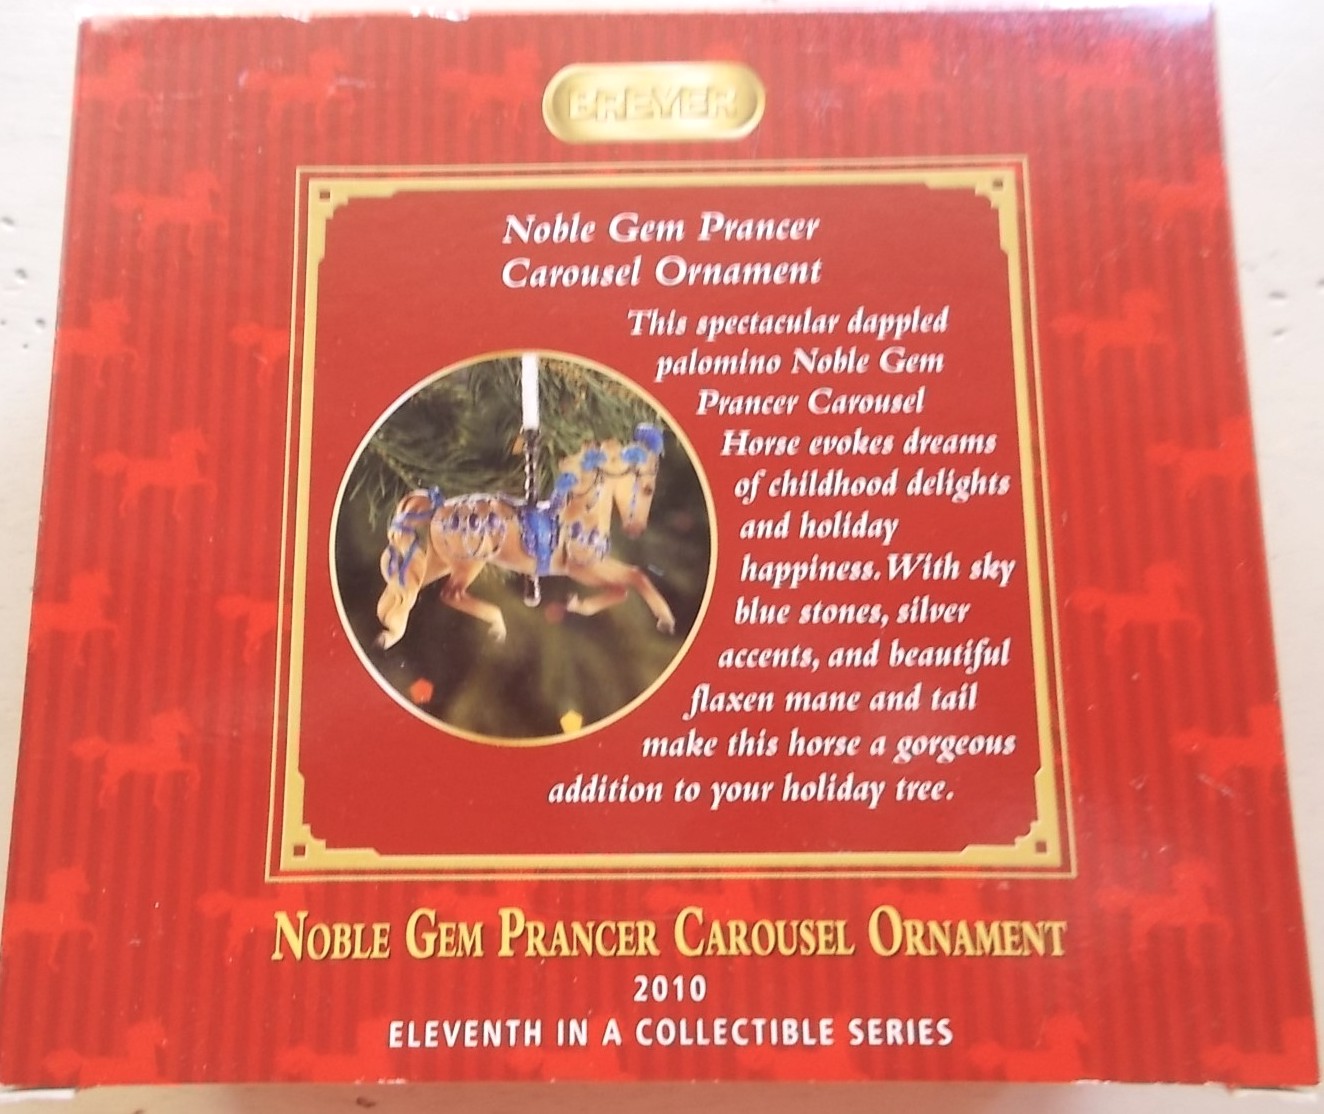 BREYER
Noble Gem Prancer
Carousel Ornament
This spectacular dappled
palomino Noble Gem
Prancer Carousel
Horse evokes dreams
of childhood delights
and holiday
happiness. With sky
blue stones, silver
accents, and beautiful
flaxen mane and tail
make this horse a gorgeous
addition to your holiday tree.
NOBLE GEM PRANCER CAROUSEL ORNAMENT
2010
ELEVENTH IN A COLLECTIBLE SERIES